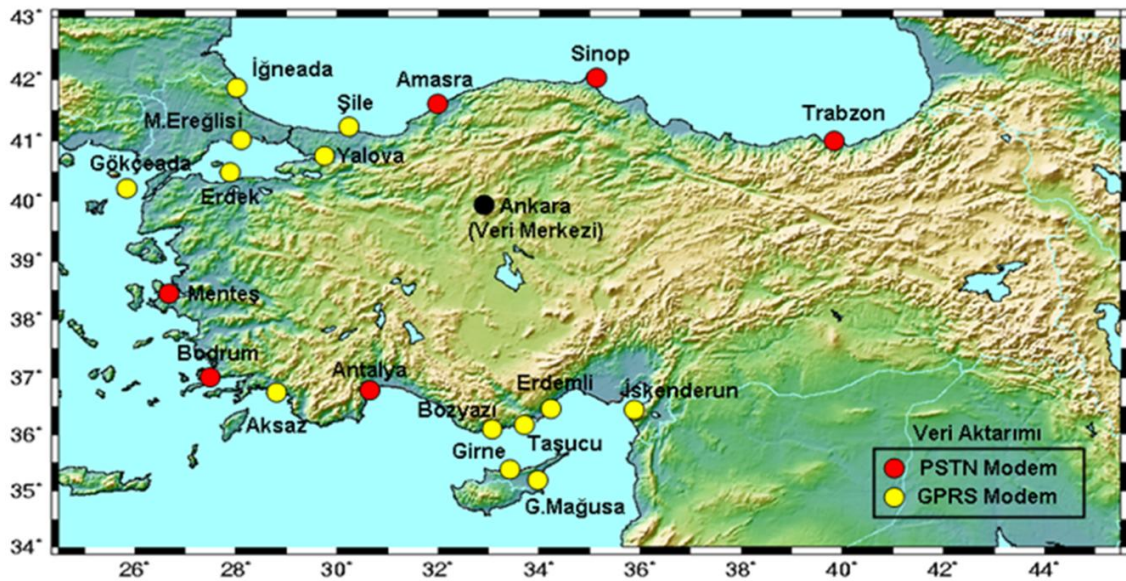 43°
42°
41°
40°
39°
38°
37°
36°
35°
34°
İğneada
Şile
Amasra
Sinop
Trabzon
M.Ereğlisi
Yalova
Gökçeada
Erdek
Ankara
(Veri Merkezi)
Menteş
Bodrum
Aksaz
Antalya
Bozyazı
Erdemli
İskenderun
Taşucu
Girne
G.Mağusa
Veri Aktarımı
PSTN Modem
GPRS Modem
26° 28° 30° 32° 34° 36° 38° 40° 42° 44°